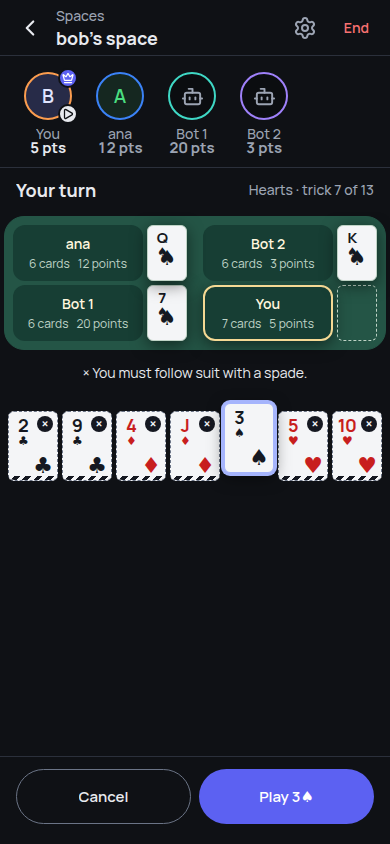 Spaces
bob's space
End
B
A
You
ana
Bot 1
Bot 2
5 pts
12 pts
20 pts
3 pts
Your turn
Hearts · trick 7 of 13
ana
6 cards 12 points
Q♠
Bot 2
6 cards 3 points
K♠
Bot 1
6 cards 20 points
7♠
You
7 cards 5 points
× You must follow suit with a spade.
2♣ ×
9♣ ×
4♦ ×
J♦ ×
3♠
5♥ ×
10♥ ×
Cancel
Play 3♠